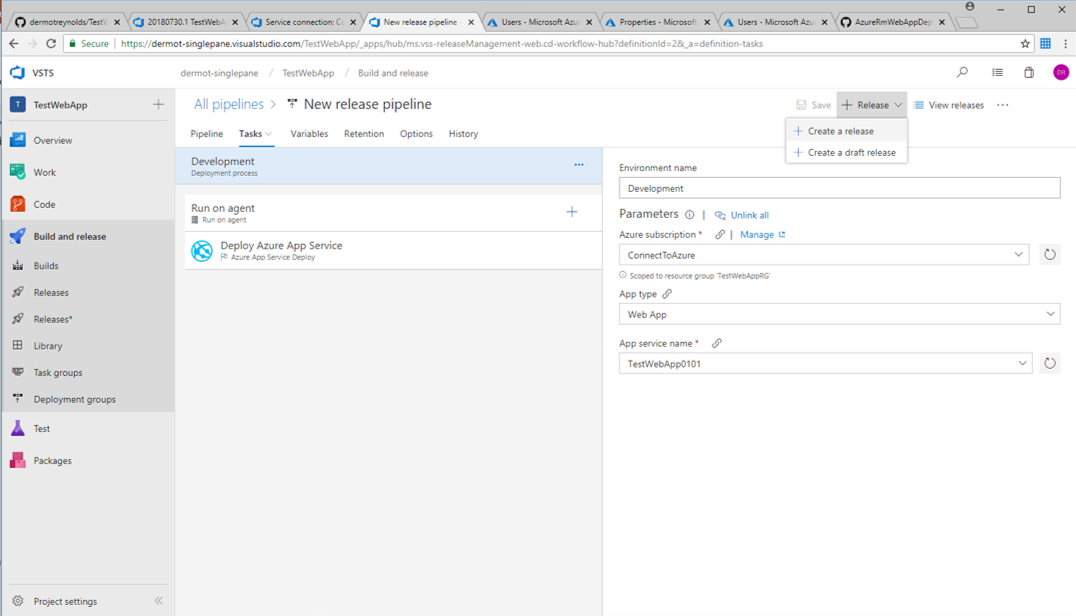 dermotreynolds/TestW
20180730.1 TestWebA
Service connection: Co
New release pipeline -
Users - Microsoft Azu
Properties - Microsoft
Users - Microsoft Azu
AzureRmWebAppDep
Secure
https://dermot-singlepane.visualstudio.com/TestWebApp/_apps/hub/ms.vss-releaseManagement-web.cd-workflow-hub?definitionId=2&_a=definition-tasks
VSTS
dermot-singlepane / TestWebApp / Build and release
DR
T TestWebApp
All pipelines > New release pipeline
Save
Release
View releases
Pipeline Tasks Variables Retention Options History
Create a release
Create a draft release
Overview
Work
Code
Build and release
Builds
Releases
Releases*
Library
Task groups
Deployment groups
Test
Packages
Project settings
Development
Deployment process
Run on agent
Run on agent
Deploy Azure App Service
Azure App Service Deploy
Environment name
Development
Parameters | Unlink all
Azure subscription * | Manage
ConnectToAzure
Scoped to resource group 'TestWebAppRG'
App type
Web App
App service name *
TestWebApp0101